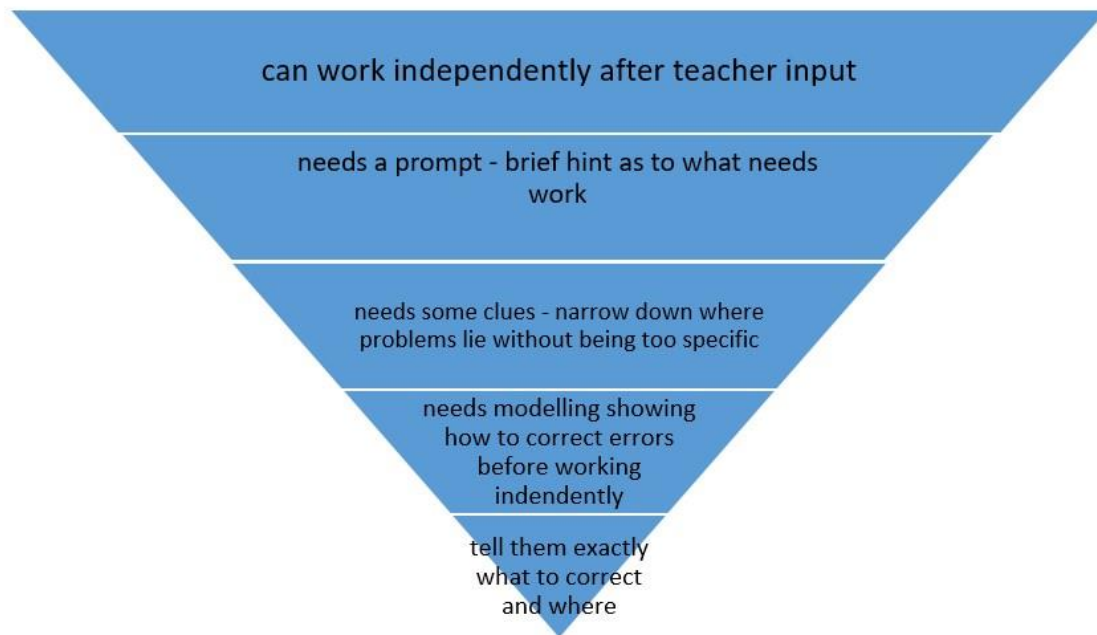 can work independently after teacher input
needs a prompt - brief hint as to what needs
work
needs some clues - narrow down where
problems lie without being too specific
needs modelling showing
how to correct errors
before working
indendently
tell them exactly
what to correct
and where